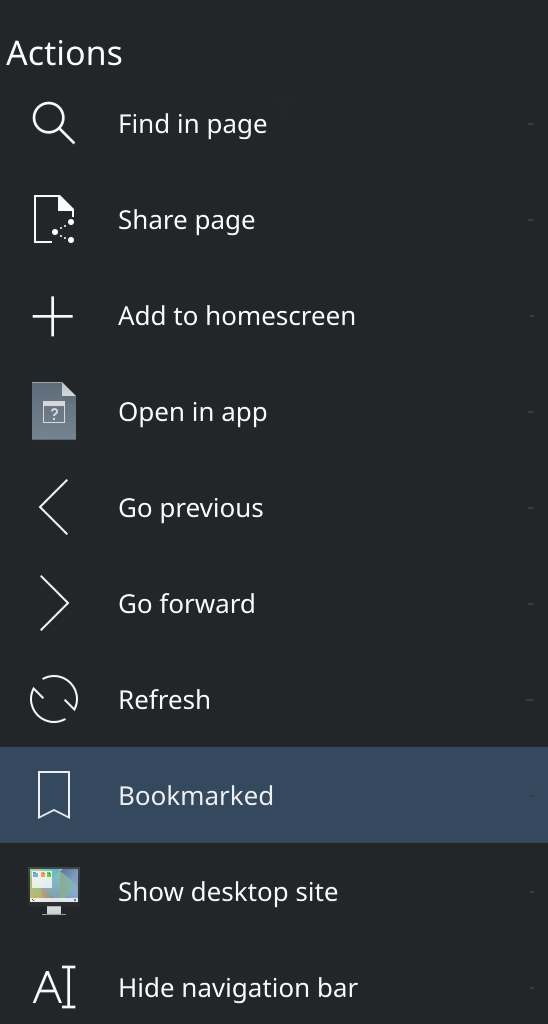 Actions
Find in page
Share page
Add to homescreen
?
Open in app
Go previous
Go forward
Refresh
Bookmarked
Show desktop site
AI
Hide navigation bar